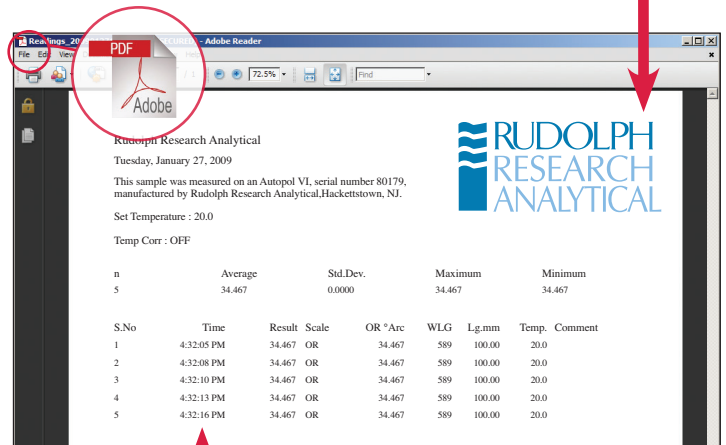 Readings_20 SECURED) - Adobe Reader
File Edit View
PDF
Adobe
72.5%
Find
Rudolph Research Analytical
Tuesday, January 27, 2009
This sample was measured on an Autopol VI, serial number 80179,
manufactured by Rudolph Research Analytical,Hackettstown, NJ.
Set Temperature : 20.0
Temp Corr : OFF
RUDOLPH
RESEARCH
ANALYTICAL
n Average Std.Dev. Maximum Minimum
5 34.467 0.0000 34.467 34.467
S.No Time Result Scale OR °Arc WLG Lg.mm Temp. Comment
1 4:32:05 PM 34.467 OR 34.467 589 100.00 20.0
2 4:32:08 PM 34.467 OR 34.467 589 100.00 20.0
3 4:32:10 PM 34.467 OR 34.467 589 100.00 20.0
4 4:32:13 PM 34.467 OR 34.467 589 100.00 20.0
5 4:32:16 PM 34.467 OR 34.467 589 100.00 20.0